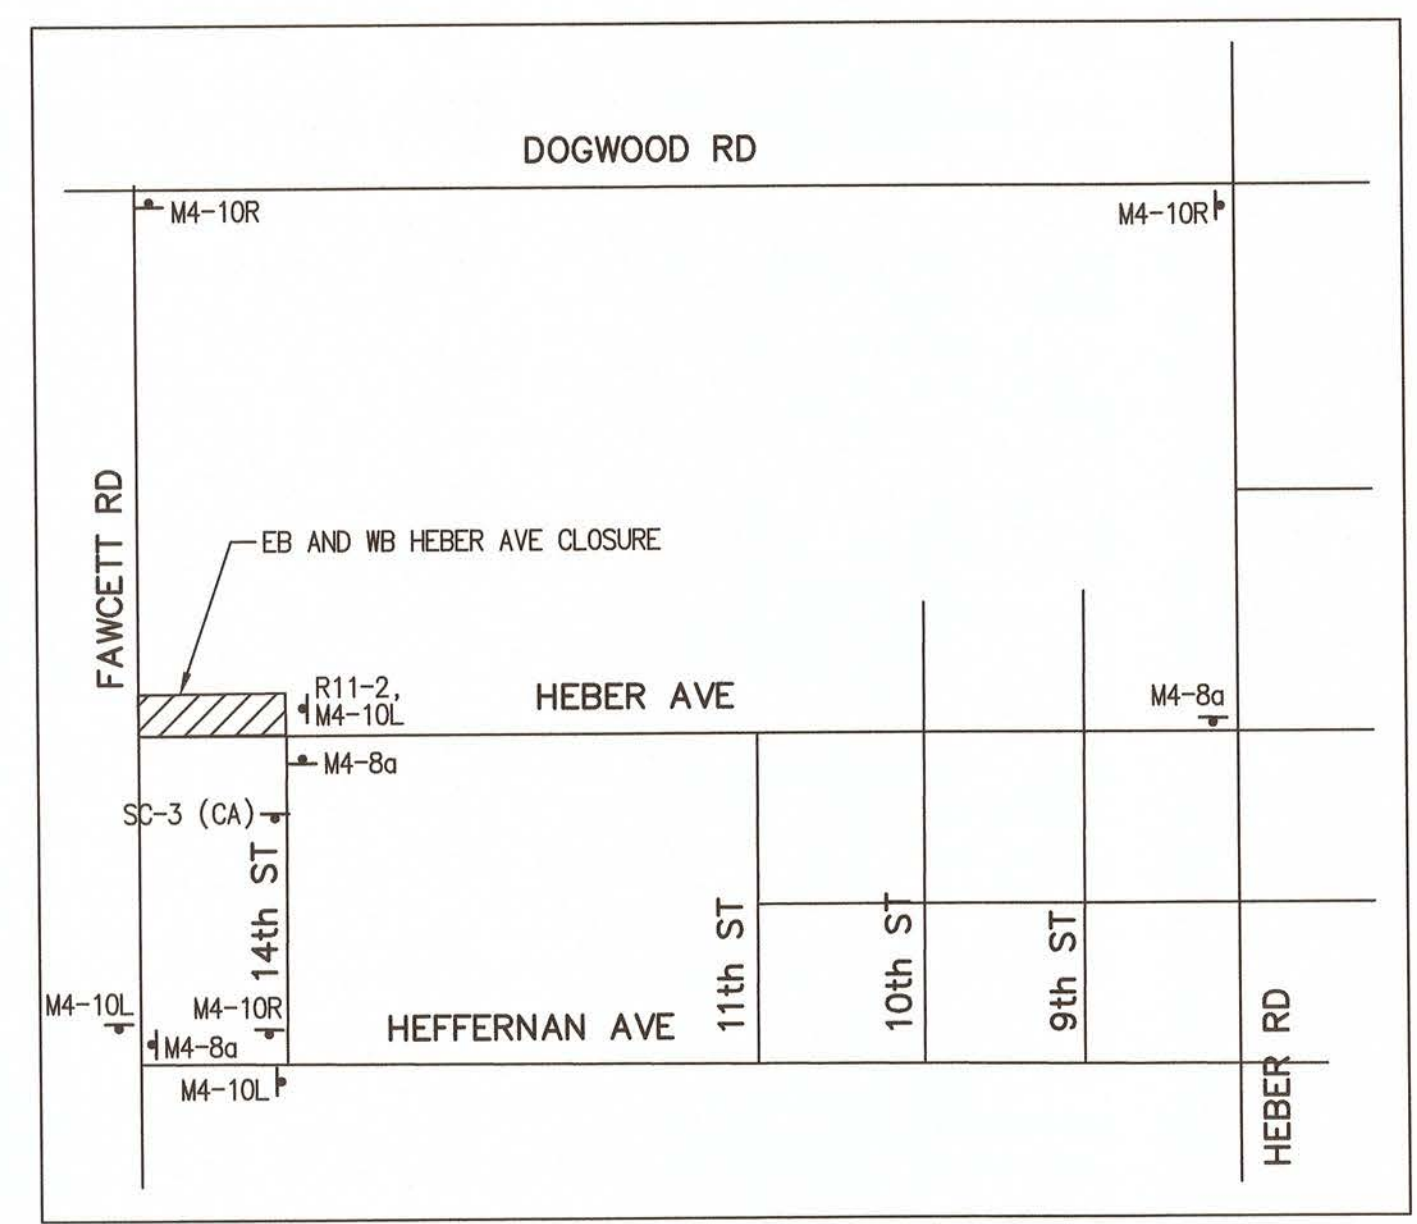 DOGWOOD RD
M4-10R
M4-10R
FAWCETT RD
EB AND WB HEBER AVE CLOSURE
R11-2,
M4-10L
HEBER AVE
M4-8a
M4-8a
SC-3 (CA)
14th ST
11th ST
10th ST
9th ST
M4-10L
M4-10R
HEFFERNAN AVE
M4-8a
M4-10L
HEBER RD